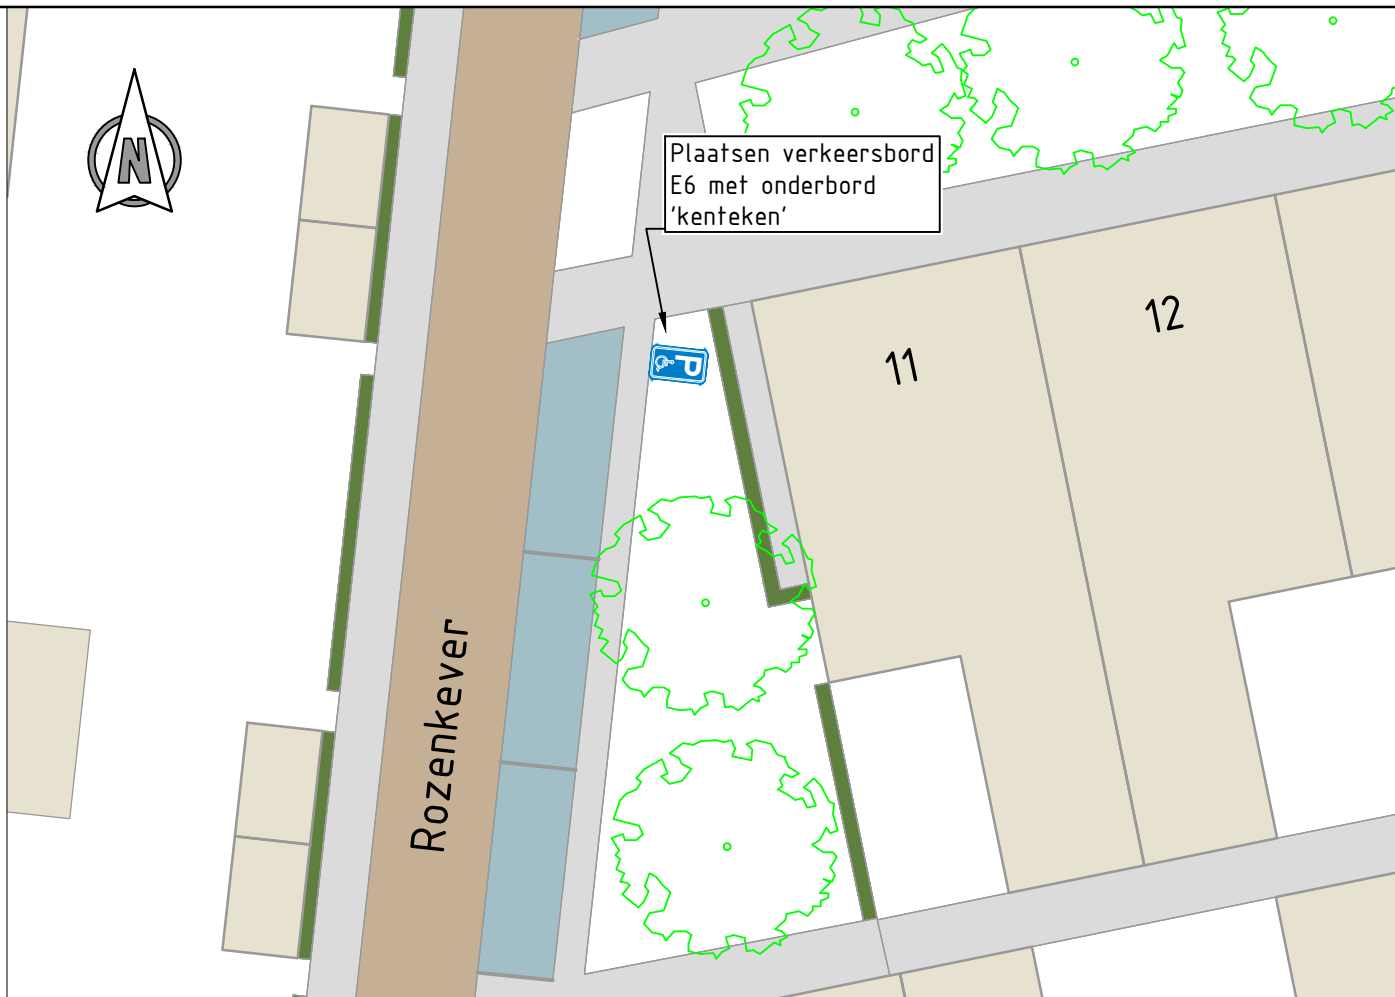 N
Plaatsen verkeersbord
E6 met onderbord
'kenteken'
P
11
12
Rozenkever